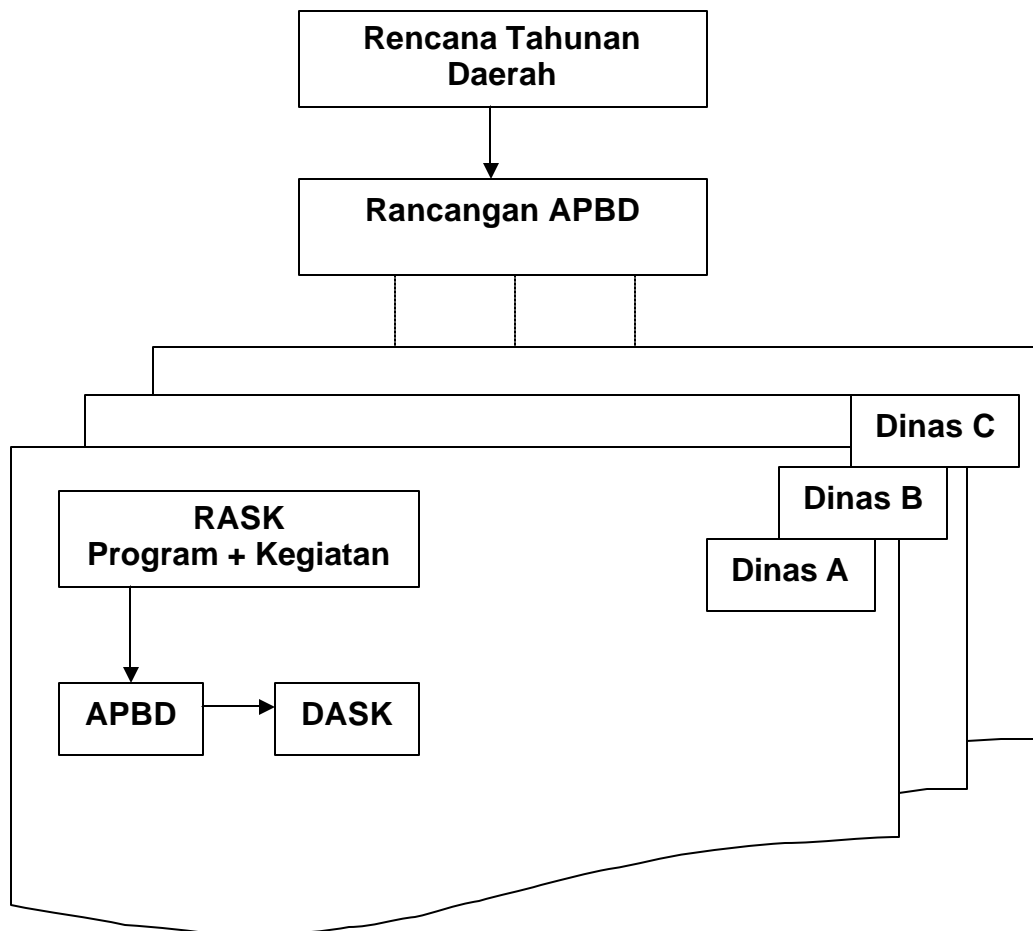 Rencana Tahunan
Daerah
Rancangan APBD
Dinas C
Dinas B
Dinas A
RASK
Program + Kegiatan
APBD
DASK